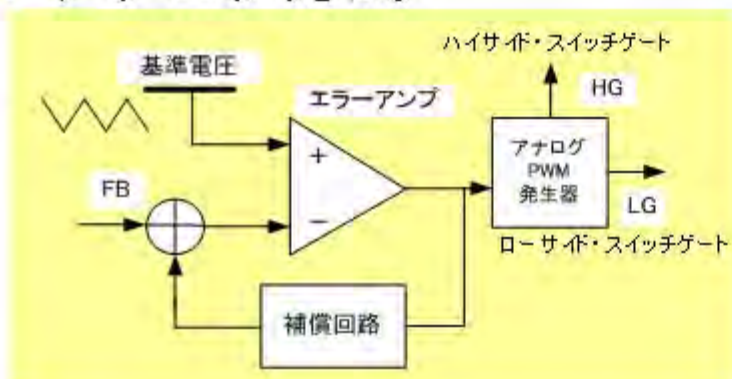 ハイサイド・スイッチゲート
基準電圧
HG
エラーアンプ
+
アナログ
PWM
発生器
FB
−
LG
ローサイド・スイッチゲート
補償回路